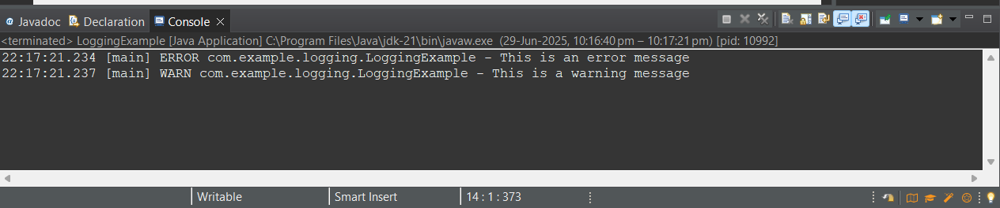 @ Javadoc Declaration Console
<terminated> LoggingExample [Java Application] C:\Program Files\Java\jdk-21\bin\javaw.exe (29-Jun-2025, 10:16:40 pm – 10:17:21 pm) [pid: 10992]
22:17:21.234 [main] ERROR com.example.logging.LoggingExample - This is an error message
22:17:21.237 [main] WARN com.example.logging.LoggingExample - This is a warning message
Writable Smart Insert 14 : 1 : 373